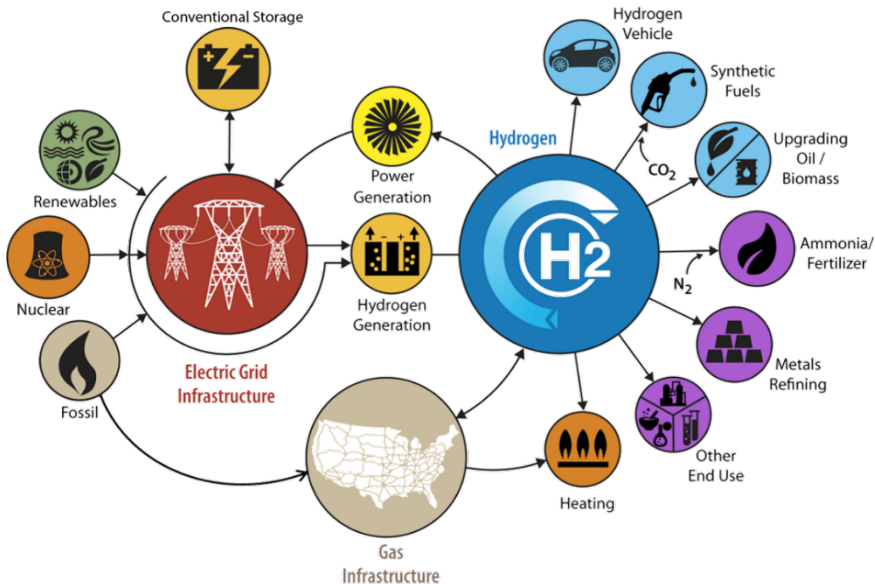 Conventional Storage
Hydrogen
Vehicle
Synthetic
Fuels
Hydrogen
Upgrading
Oil /
Biomass
CO₂
Renewables
Power
Generation
H2
Ammonia/
Fertilizer
N₂
Nuclear
Hydrogen
Generation
Metals
Refining
Electric Grid
Infrastructure
Fossil
Other
End Use
Heating
Gas
Infrastructure